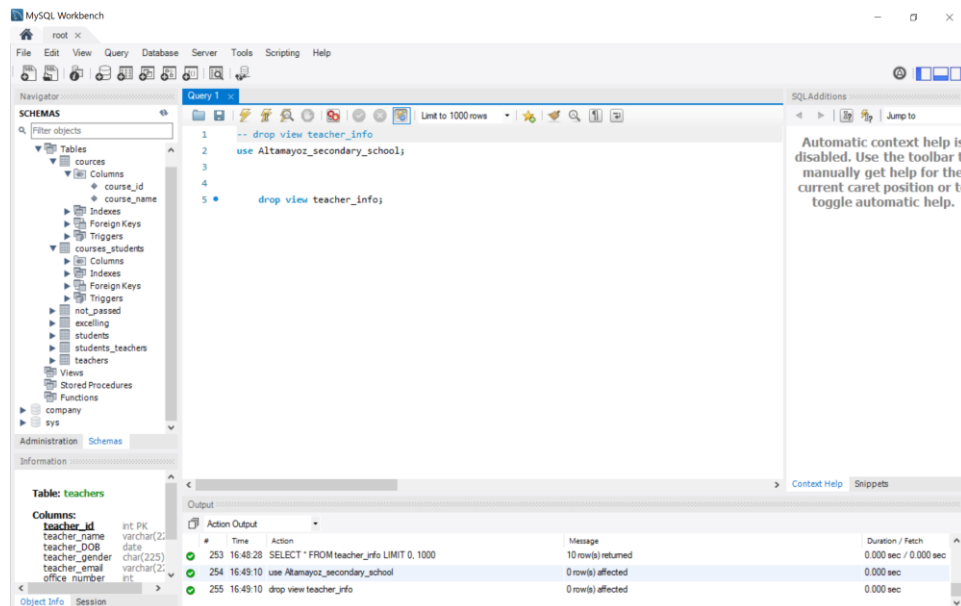 MySQL Workbench
root
File Edit View Query Database Server Tools Scripting Help
Navigator
SCHEMAS
Filter objects
Tables
cources
Columns
course_id
course_name
Indexes
Foreign Keys
Triggers
courses_students
Columns
Indexes
Foreign Keys
Triggers
not_passed
excelling
students
students_teachers
teachers
Views
Stored Procedures
Functions
company
sys
Administration Schemas
Information
Table: teachers
Columns:
teacher_id int PK
teacher_name varchar(22
teacher_DOB date
teacher_gender char(225)
teacher_email varchar(22
office_number int
Object Info Session
Query 1
Limit to 1000 rows
1 -- drop view teacher_info
2 use Altamayoz_secondary_school;
3
4
5 drop view teacher_info;
Output
Action Output
# Time Action Message Duration / Fetch
253 16:48:28 SELECT * FROM teacher_info LIMIT 0, 1000 10 row(s) returned 0.000 sec / 0.000 sec
254 16:49:10 use Altamayoz_secondary_school 0 row(s) affected 0.000 sec
255 16:49:10 drop view teacher_info 0 row(s) affected 0.000 sec
SQLAdditions
Jump to
Automatic context help is
disabled. Use the toolbar t
manually get help for the
current caret position or t
toggle automatic help.
Context Help Snippets